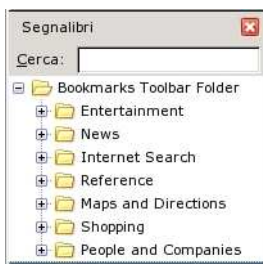 Segnalibri
Cerca:
Bookmarks Toolbar Folder
Entertainment
News
Internet Search
Reference
Maps and Directions
Shopping
People and Companies